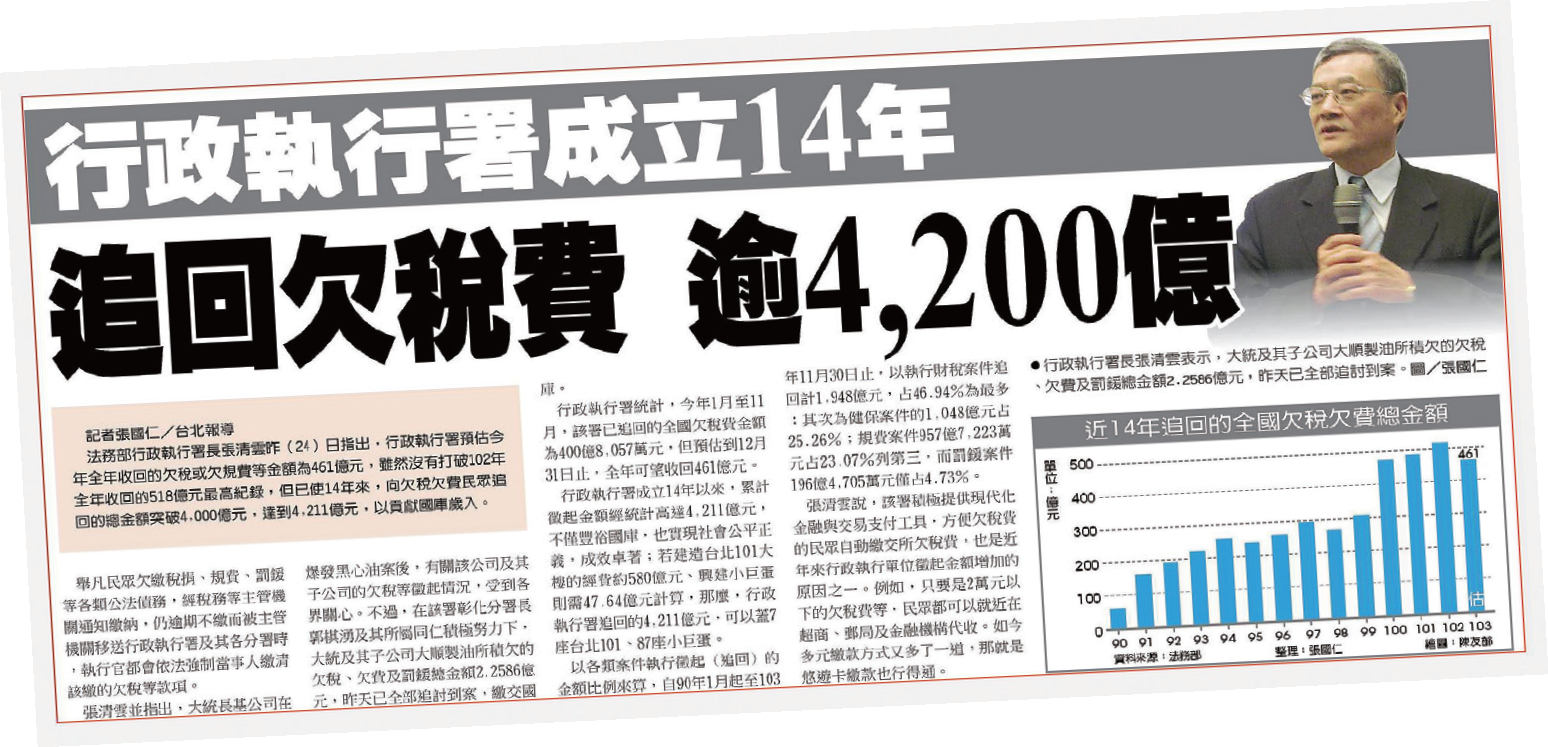 行政執行署成立14年
追回欠稅費 逾4,200億
記者張國仁／台北報導
法務部行政執行署長張清雲昨（24）日指出，行政執行署預估今
年全年收回的欠稅或欠規費等金額為461億元，雖然沒有打破102年
全年收回的518億元最高紀錄，但已使14年來，向欠稅欠費民眾追
回的總金額突破4,000億元，達到4,211億元，以貢獻國庫歲入。
舉凡民眾欠繳稅捐、規費、罰鍰
等各類公法債務，經稅務等主管機
關通知繳納，仍逾期不繳而被主管
機關移送行政執行署及其各分署時
，執行官都會依法強制當事人繳清
該繳的欠稅等款項。
張清雲並指出，大統長基公司在
爆發黑心油案後，有關該公司及其
子公司的欠稅等徵起情況，受到各
界關心。不過，在該署彰化分署長
郭棋湧及其所屬同仁積極努力下，
大統及其子公司大順製油所積欠的
欠稅、欠費及罰鍰總金額2.2586億
元，昨天已全部追討到案，繳交國
庫。
行政執行署統計，今年1月至11
月，該署已追回的全國欠稅費金額
為400億8,057萬元，但預估到12月
31日止，全年可望收回461億元。
行政執行署成立14年以來，累計
徵起金額經統計高達4,211億元，
不僅豐裕國庫，也實現社會公平正
義，成效卓著；若建造台北101大
樓的經費約580億元、興建小巨蛋
則需47.64億元計算，那麼，行政
執行署追回的4,211億元，可以蓋7
座台北101、87座小巨蛋。
以各類案件執行徵起（追回）的
金額比例來算，自90年1月起至103
年11月30日止，以執行財稅案件追
回計1,948億元，占46.94%為最多
；其次為健保案件的1,048億元占
25.26%；規費案件957億7,223萬
元占23.07%列第三，而罰鍰案件
196億4,705萬元僅占4.73%。
張清雲說，該署積極提供現代化
金融與交易支付工具，方便欠稅費
的民眾自動繳交所欠稅費，也是近
年來行政執行單位徵起金額增加的
原因之一。例如，只要是2萬元以
下的欠稅費等，民眾都可以就近在
超商、郵局及金融機構代收。如今
多元繳款方式又多了一道，那就是
悠遊卡繳款也行得通。
●行政執行署長張清雲表示，大統及其子公司大順製油所積欠的欠稅
、欠費及罰鍰總金額2.2586億元，昨天已全部追討到案。圖／張國仁
近14年追回的全國欠稅欠費總金額
單位：億元
500
400
300
200
100
0
461
估
90 91 92 93 94 95 96 97 98 99 100 101 102 103
資料來源：法務部 整理：張國仁 繪圖：陳友郎